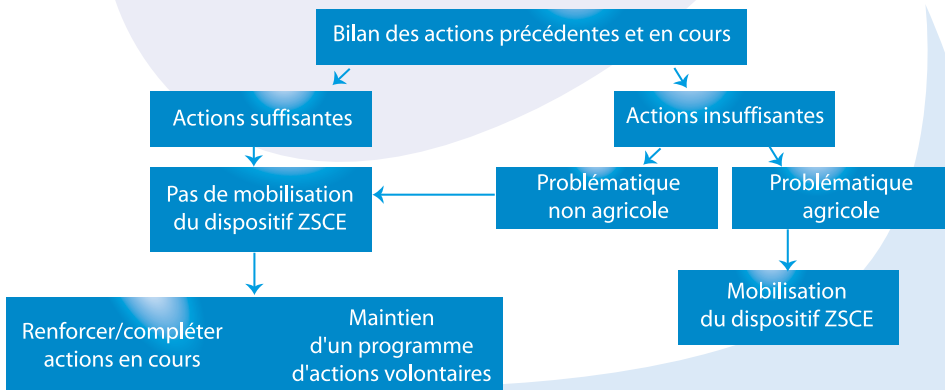 Bilan des actions précédentes et en cours
Actions suffisantes
Actions insuffisantes
Pas de mobilisation
du dispositif ZSCE
Problématique
non agricole
Problématique
agricole
Mobilisation
du dispositif ZSCE
Renforcer/compléter
actions en cours
Maintien
d'un programme
d'actions volontaires